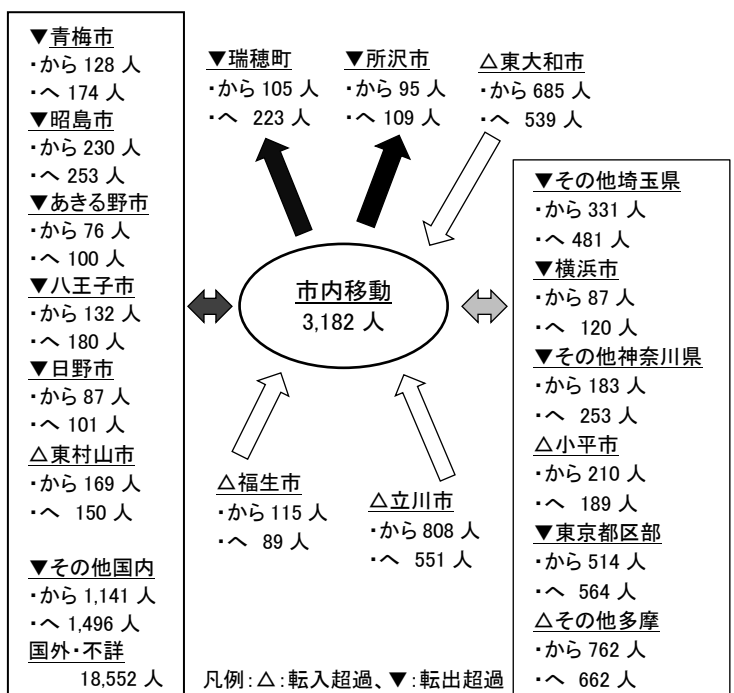 ▼青梅市
・から 128 人
・へ 174 人
▼昭島市
・から 230 人
・へ 253 人
▼あきる野市
・から 76 人
・へ 100 人
▼八王子市
・から 132 人
・へ 180 人
▼日野市
・から 87 人
・へ 101 人
△東村山市
・から 169 人
・へ 150 人
▼その他国内
・から 1,141 人
・へ 1,496 人
国外・不詳
18,552 人
▼瑞穂町
・から 105 人
・へ 223 人
▼所沢市
・から 95 人
・へ 109 人
△東大和市
・から 685 人
・へ 539 人
市内移動
3,182 人
△福生市
・から 115 人
・へ 89 人
△立川市
・から 808 人
・へ 551 人
▼その他埼玉県
・から 331 人
・へ 481 人
▼横浜市
・から 87 人
・へ 120 人
▼その他神奈川県
・から 183 人
・へ 253 人
△小平市
・から 210 人
・へ 189 人
▼東京都区部
・から 514 人
・へ 564 人
△その他多摩
・から 762 人
・へ 662 人
凡例:△:転入超過、▼:転出超過